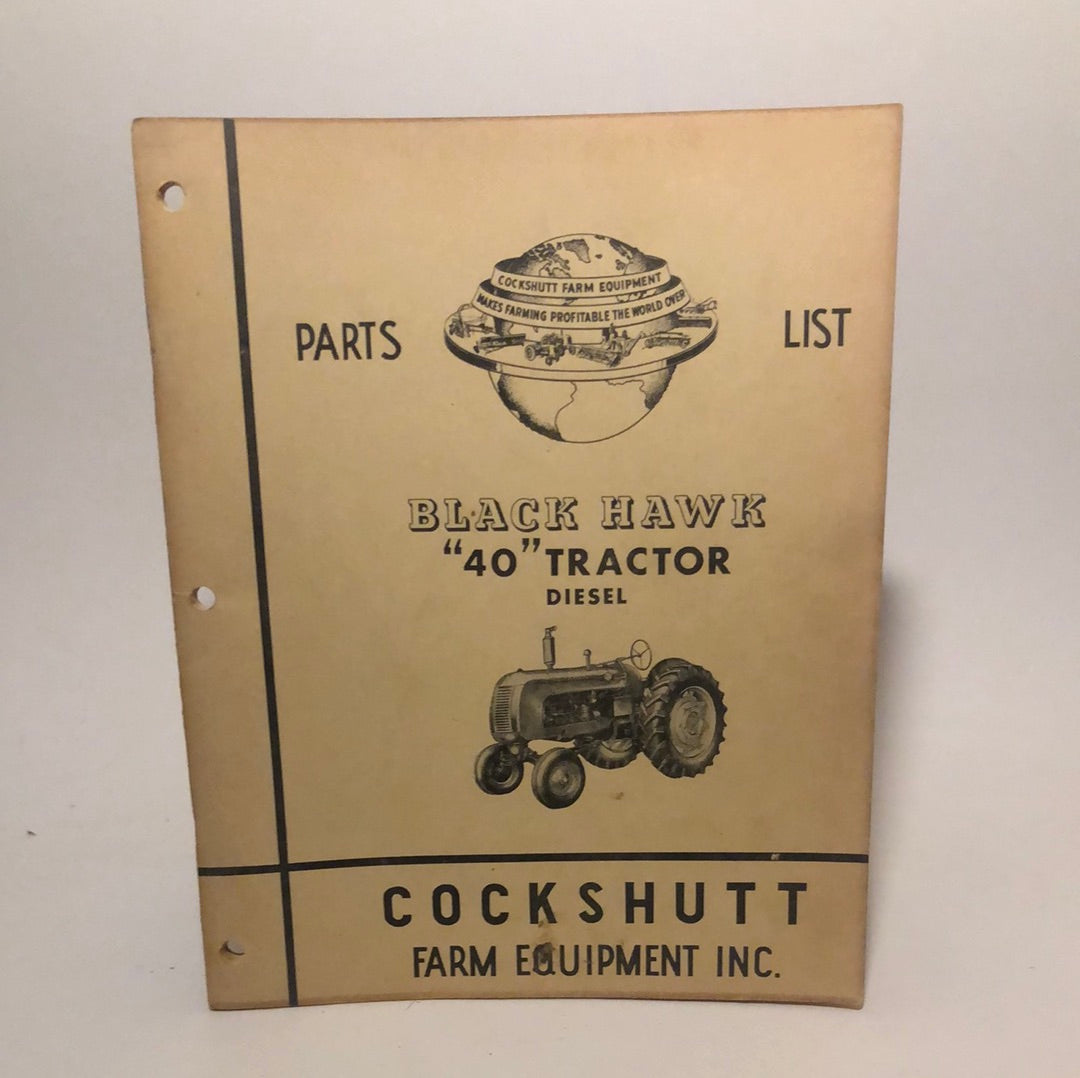 COCKSHUTT FARM EQUIPMENT
MAKES FARMING PROFITABLE THE WORLD OVER
PARTS LIST
BLACK HAWK
“40” TRACTOR
DIESEL
COCKSHUTT
FARM EQUIPMENT INC.